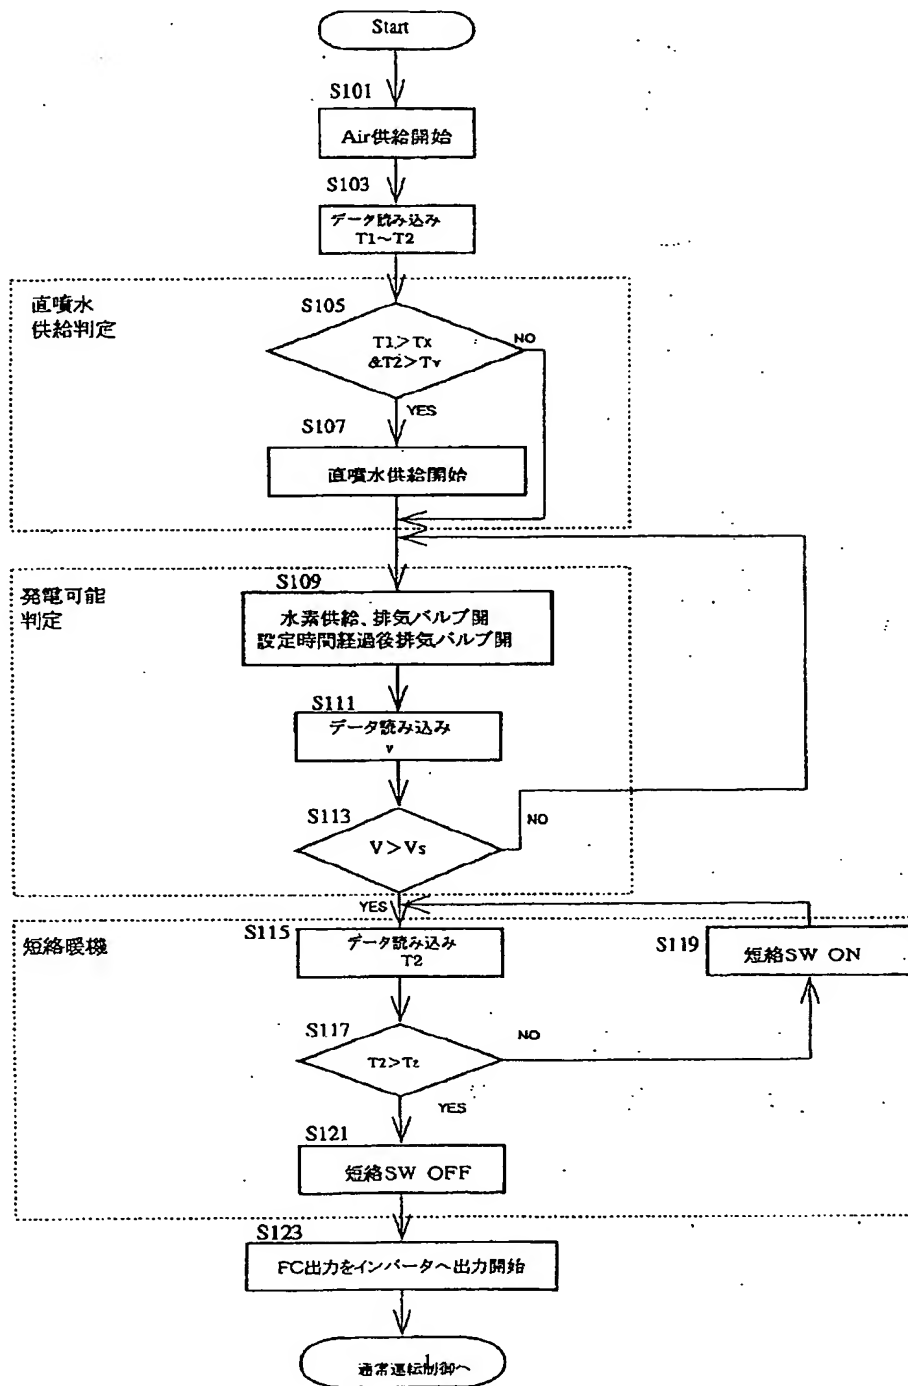 Start
S101
Air供給開始
S103
データ読み込み
T1～T2
直噴水
供給判定
S105
T1＞Tx
&T2＞Tv
NO
YES
S107
直噴水供給開始
発電可能
判定
S109
水素供給、排気バルブ開
設定時間経過後排気バルブ開
S111
データ読み込み
v
S113
V＞Vs
NO
YES
短絡暖機
S115
データ読み込み
T2
S119
短絡SW ON
S117
T2＞Tz
NO
YES
S121
短絡SW OFF
S123
FC出力をインバータへ出力開始
通常運転制御へ